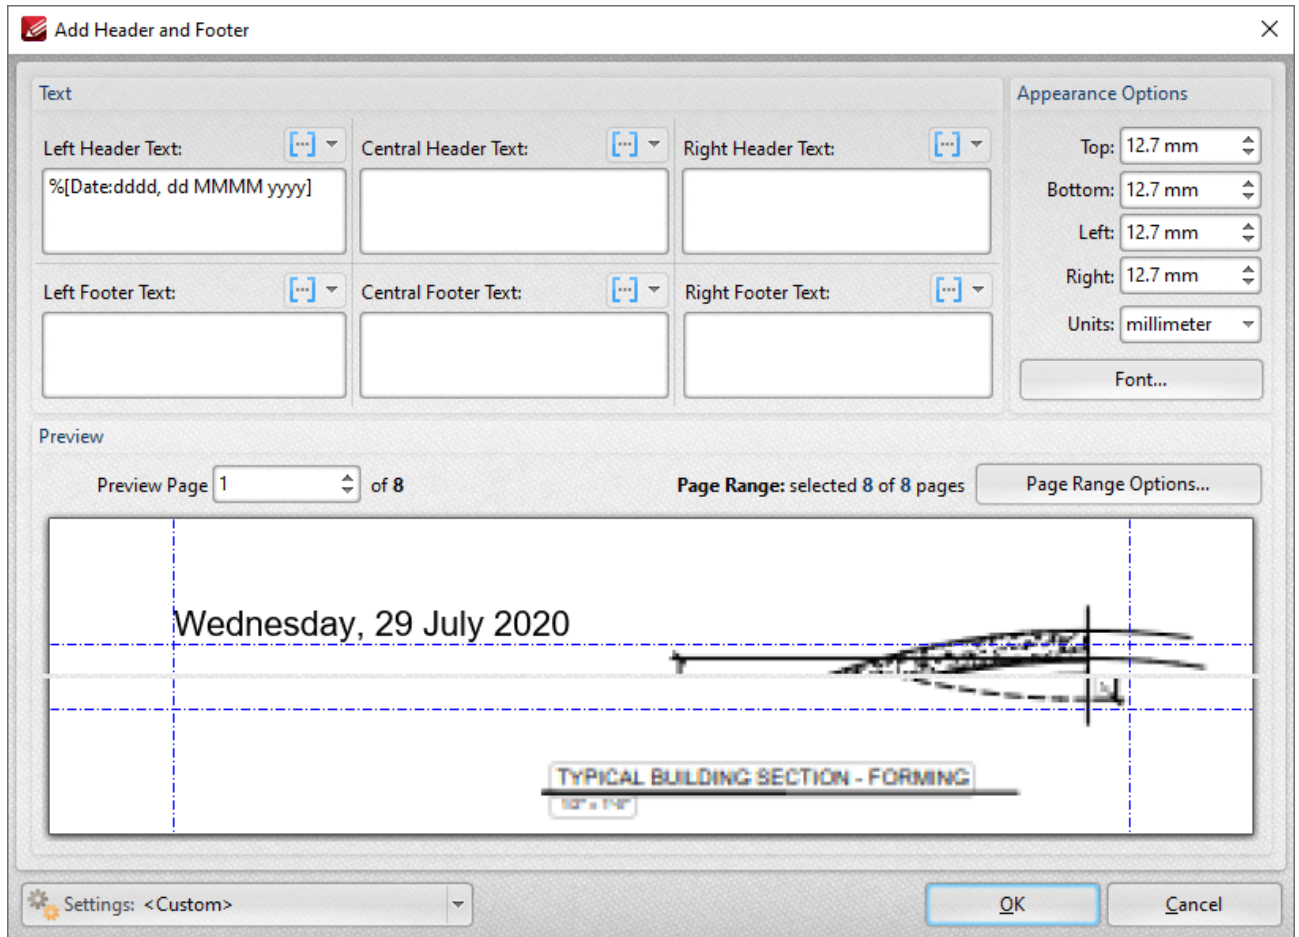 Add Header and Footer
Text
Appearance Options
Left Header Text:
Central Header Text:
Right Header Text:
%[Date:dddd, dd MMMM yyyy]
Top: 12.7 mm
Bottom: 12.7 mm
Left: 12.7 mm
Right: 12.7 mm
Units: millimeter
Font...
Left Footer Text:
Central Footer Text:
Right Footer Text:
Preview
Preview Page 1 of 8
Page Range: selected 8 of 8 pages
Page Range Options...
Wednesday, 29 July 2020
TYPICAL BUILDING SECTION - FORMING
Settings: <Custom>
OK
Cancel